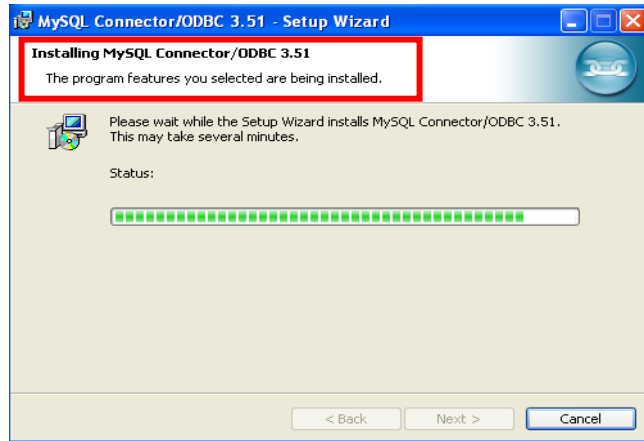 MySQL Connector/ODBC 3.51 - Setup Wizard
Installing MySQL Connector/ODBC 3.51
The program features you selected are being installed.
Please wait while the Setup Wizard installs MySQL Connector/ODBC 3.51.
This may take several minutes.
Status:
< Back Next > Cancel